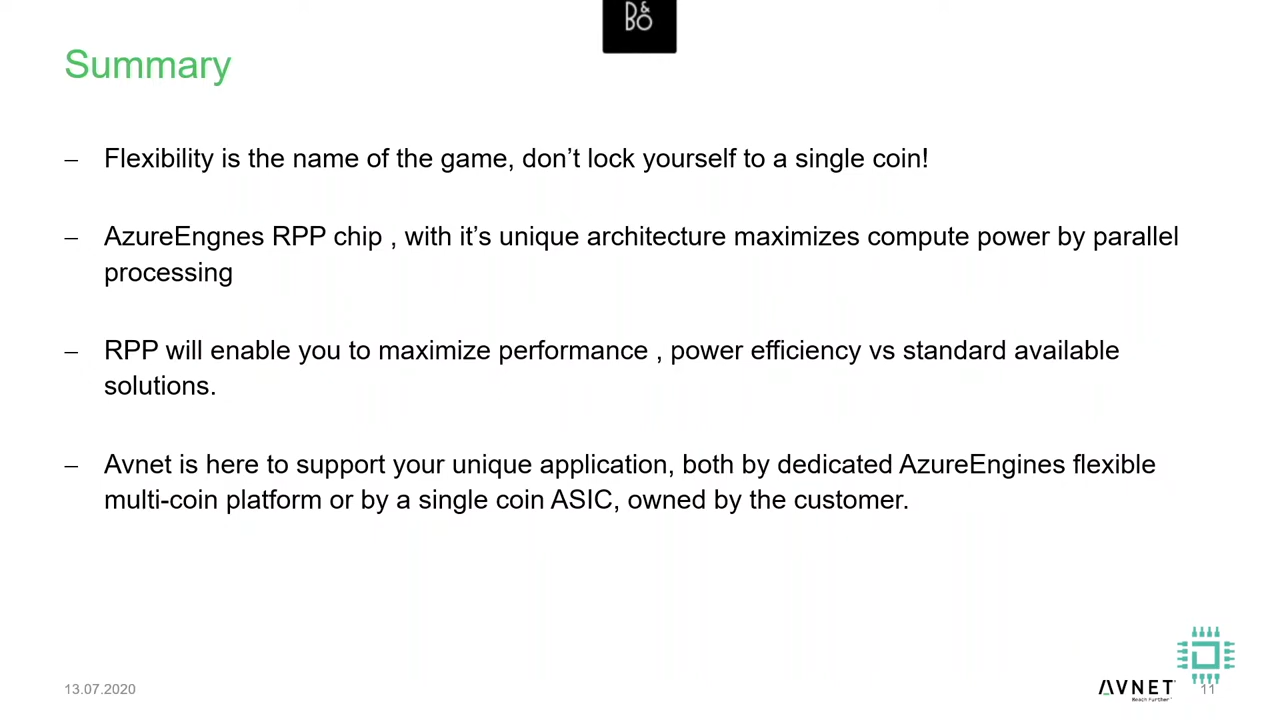 D&
BO
Summary
– Flexibility is the name of the game, don’t lock yourself to a single coin!
– AzureEngnes RPP chip , with it’s unique architecture maximizes compute power by parallel
processing
– RPP will enable you to maximize performance , power efficiency vs standard available
solutions.
– Avnet is here to support your unique application, both by dedicated AzureEngines flexible
multi-coin platform or by a single coin ASIC, owned by the customer.
13.07.2020
AVNET
Reach Further™
11